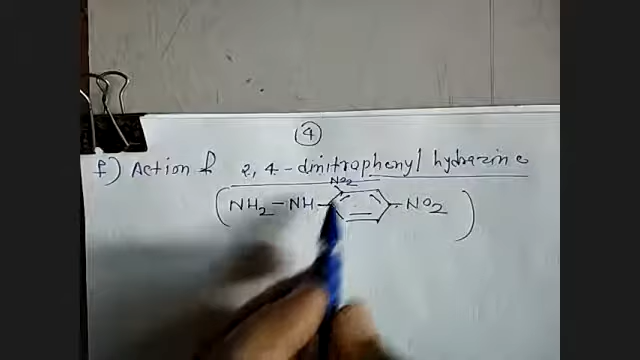 4
f) Action of 2,4-dinitrophenyl hydrazine
NO2
(NH2-NH- -NO2)